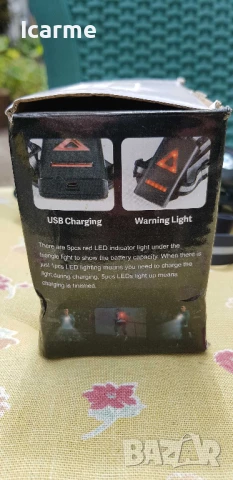 Icarme
USB Charging
Warning Light
There are 5pcs red LED indicator light under the
triangle light to show the battery capacity. When there is
just 1pcs LED lighting means you need to charge the
light.during charging, 5pcs LEDs light up means
charging is finished.
BAZAR